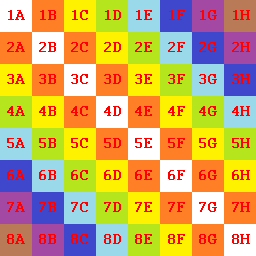 1A 1B 1C 1D 1E 1F 1G 1H
2A 2B 2C 2D 2E 2F 2G 2H
3A 3B 3C 3D 3E 3F 3G 3H
4A 4B 4C 4D 4E 4F 4G 4H
5A 5B 5C 5D 5E 5F 5G 5H
6A 6B 6C 6D 6E 6F 6G 6H
7A 7B 7C 7D 7E 7F 7G 7H
8A 8B 8C 8D 8E 8F 8G 8H